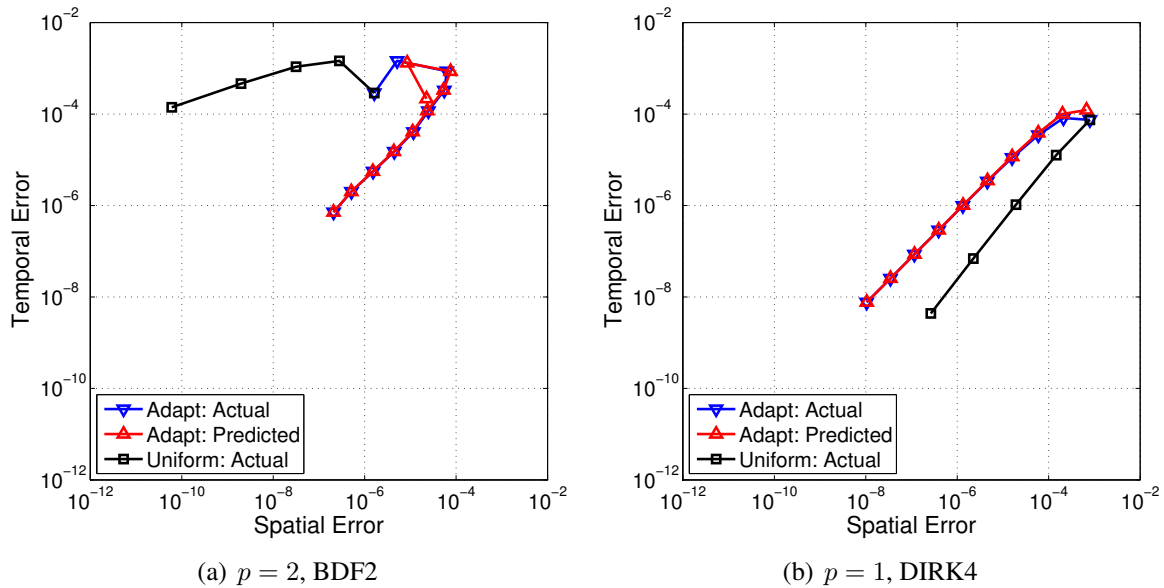 10⁻²
10⁻⁴
10⁻⁶
10⁻⁸
10⁻¹⁰
10⁻¹²
Temporal Error
Adapt: Actual
Adapt: Predicted
Uniform: Actual
10⁻¹² 10⁻¹⁰ 10⁻⁸ 10⁻⁶ 10⁻⁴ 10⁻²
Spatial Error
(a) p = 2, BDF2
10⁻²
10⁻⁴
10⁻⁶
10⁻⁸
10⁻¹⁰
10⁻¹²
Temporal Error
Adapt: Actual
Adapt: Predicted
Uniform: Actual
10⁻¹² 10⁻¹⁰ 10⁻⁸ 10⁻⁶ 10⁻⁴ 10⁻²
Spatial Error
(b) p = 1, DIRK4